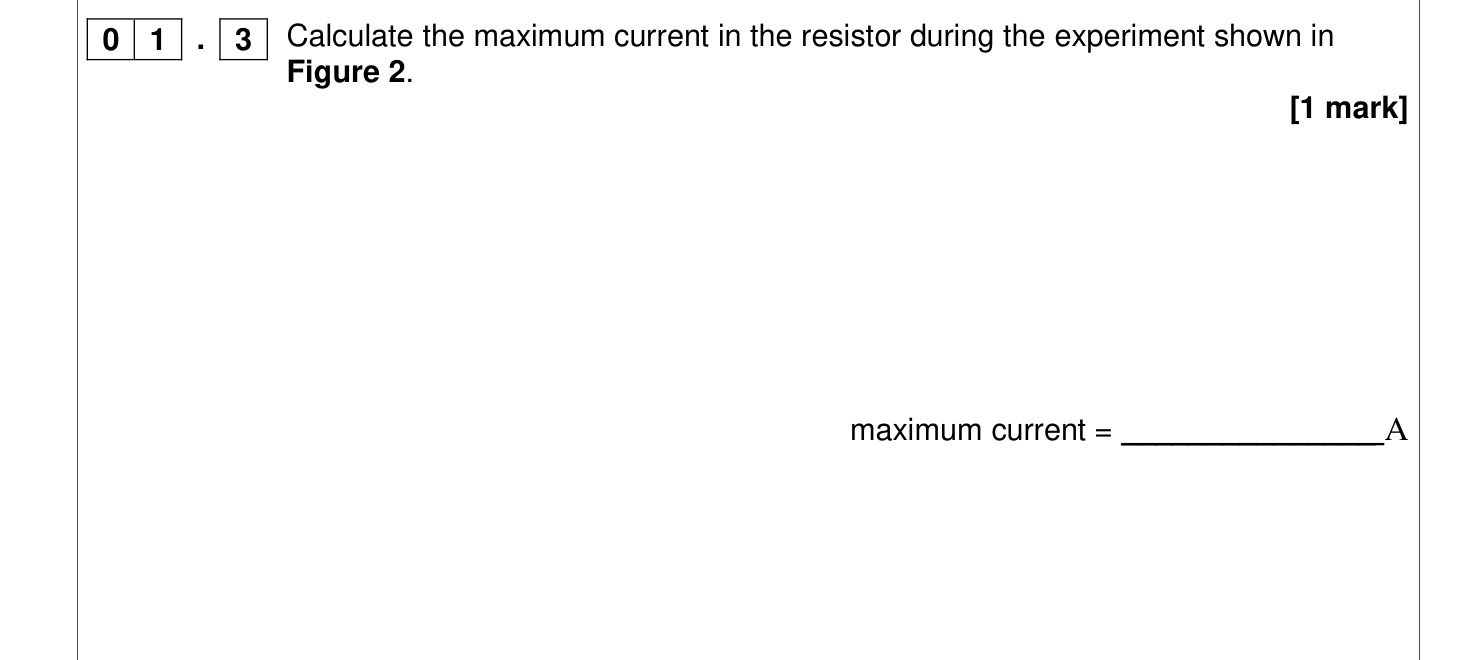 0 1 . 3 Calculate the maximum current in the resistor during the experiment shown in
Figure 2.
[1 mark]
maximum current = _______________A